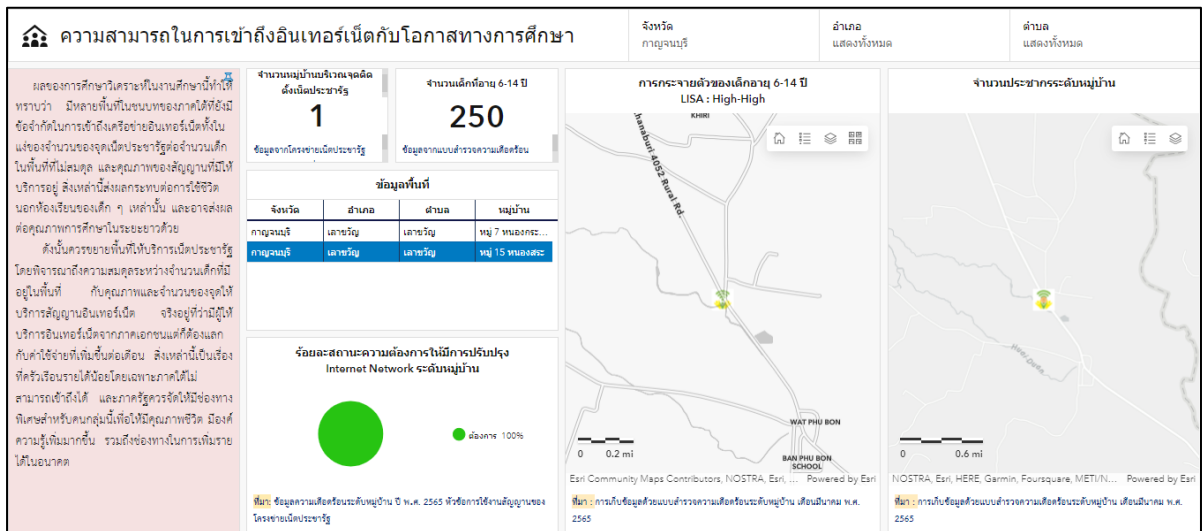 ความสามารถในการเข้าถึงอินเทอร์เน็ตกับโอกาสทางการศึกษา
จังหวัด
กาญจนบุรี
อำเภอ
แสดงทั้งหมด
ตำบล
แสดงทั้งหมด
ผลของการศึกษาวิเคราะห์ในงานศึกษานี้ทำให้
ทราบว่า มีหลายพื้นที่ในชนบทของภาคใต้ที่ยังมี
ข้อจำกัดในการเข้าถึงเครือข่ายอินเทอร์เน็ตทั้งใน
แง่ของจำนวนของจุดเน็ตประชารัฐต่อจำนวนเด็ก
ในพื้นที่ที่ไม่สมดุล และคุณภาพของสัญญาณที่มีให้
บริการอยู่ สิ่งเหล่านี้ส่งผลกระทบต่อการใช้ชีวิต
นอกห้องเรียนของเด็ก ๆ เหล่านั้น และอาจส่งผล
ต่อคุณภาพการศึกษาในระยะยาวด้วย
ดังนั้นควรขยายพื้นที่ให้บริการเน็ตประชารัฐ
โดยพิจารณาถึงความสมดุลระหว่างจำนวนเด็กที่มี
อยู่ในพื้นที่ กับคุณภาพและจำนวนของจุดให้
บริการสัญญาณอินเทอร์เน็ต จริงอยู่ที่ว่ามีผู้ให้
บริการอินเทอร์เน็ตจากภาคเอกชนแต่ก็ต้องแลก
กับค่าใช้จ่ายที่เพิ่มขึ้นต่อเดือน สิ่งเหล่านี้เป็นเรื่อง
ที่ครัวเรือนรายได้น้อยโดยเฉพาะภาคใต้ไม่
สามารถเข้าถึงได้ และภาครัฐควรจัดให้มีช่องทาง
พิเศษสำหรับคนกลุ่มนี้เพื่อให้มีคุณภาพชีวิต มีองค์
ความรู้เพิ่มมากขึ้น รวมถึงช่องทางในการเพิ่มราย
ได้ในอนาคต
จำนวนหมู่บ้านบริเวณจุดติด
ตั้งเน็ตประชารัฐ
1
ข้อมูลจากโครงข่ายเน็ตประชารัฐ
จำนวนเด็กที่อายุ 6-14 ปี
250
ข้อมูลจากแบบสำรวจความเดือดร้อน
ข้อมูลพื้นที่
จังหวัด อำเภอ ตำบล หมู่บ้าน
กาญจนบุรี เลาขวัญ เลาขวัญ หมู่ 7 หนองกระ...
กาญจนบุรี เลาขวัญ เลาขวัญ หมู่ 15 หนองสระ
ร้อยละสถานะความต้องการให้มีการปรับปรุง
Internet Network ระดับหมู่บ้าน
ต้องการ 100%
ที่มา: ข้อมูลความเดือดร้อนระดับหมู่บ้าน ปี พ.ศ. 2565 หัวข้อการใช้งานสัญญาณของ
โครงข่ายเน็ตประชารัฐ
การกระจายตัวของเด็กอายุ 6-14 ปี
LISA : High-High
KHIRI
hanaburi 4052 Rural Rd.
WAT PHU BON
BAN PHU BON
SCHOOL
0 0.2 mi
Esri Community Maps Contributors, NOSTRA, Esri, ... Powered by Esri
ที่มา : การเก็บข้อมูลด้วยแบบสำรวจความเดือดร้อนระดับหมู่บ้าน เดือนมีนาคม พ.ศ.
2565
จำนวนประชากรระดับหมู่บ้าน
0 0.6 mi
NOSTRA, Esri, HERE, Garmin, Foursquare, METI/N... Powered by Esri
ที่มา : การเก็บข้อมูลด้วยแบบสำรวจความเดือดร้อนระดับหมู่บ้าน เดือนมีนาคม พ.ศ.
2565